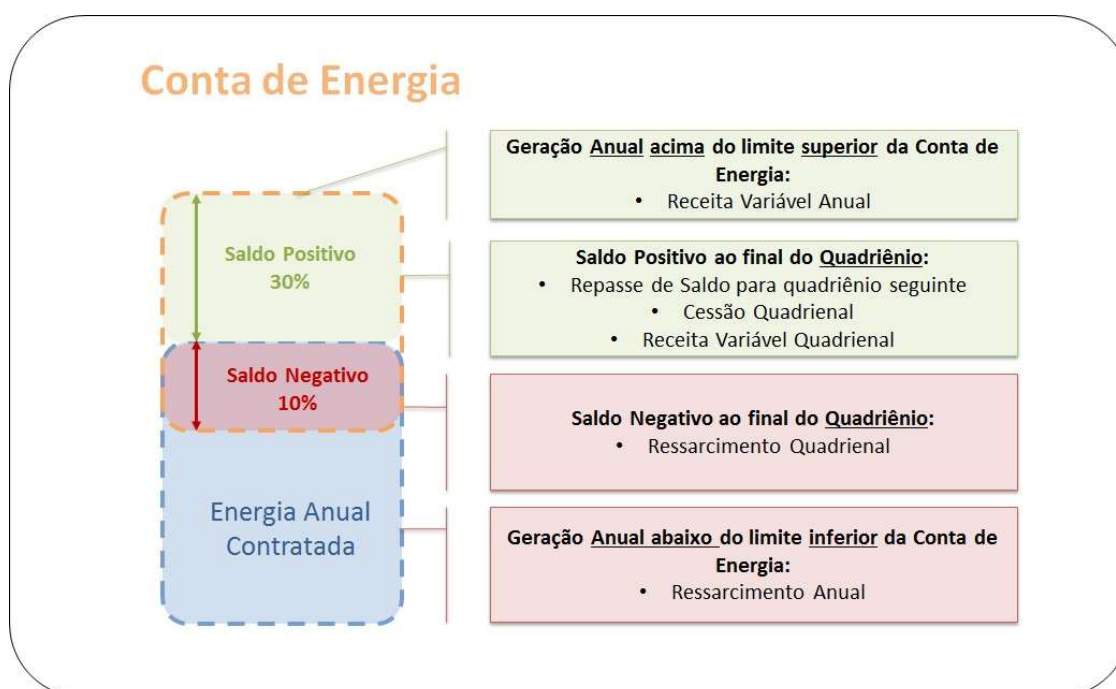 Conta de Energia
Saldo Positivo
30%
Saldo Negativo
10%
Energia Anual
Contratada
Geração Anual acima do limite superior da Conta de
Energia:
• Receita Variável Anual
Saldo Positivo ao final do Quadriênio:
• Repasse de Saldo para quadriênio seguinte
• Cessão Quadrienal
• Receita Variável Quadrienal
Saldo Negativo ao final do Quadriênio:
• Ressarcimento Quadrienal
Geração Anual abaixo do limite inferior da Conta de
Energia:
• Ressarcimento Anual